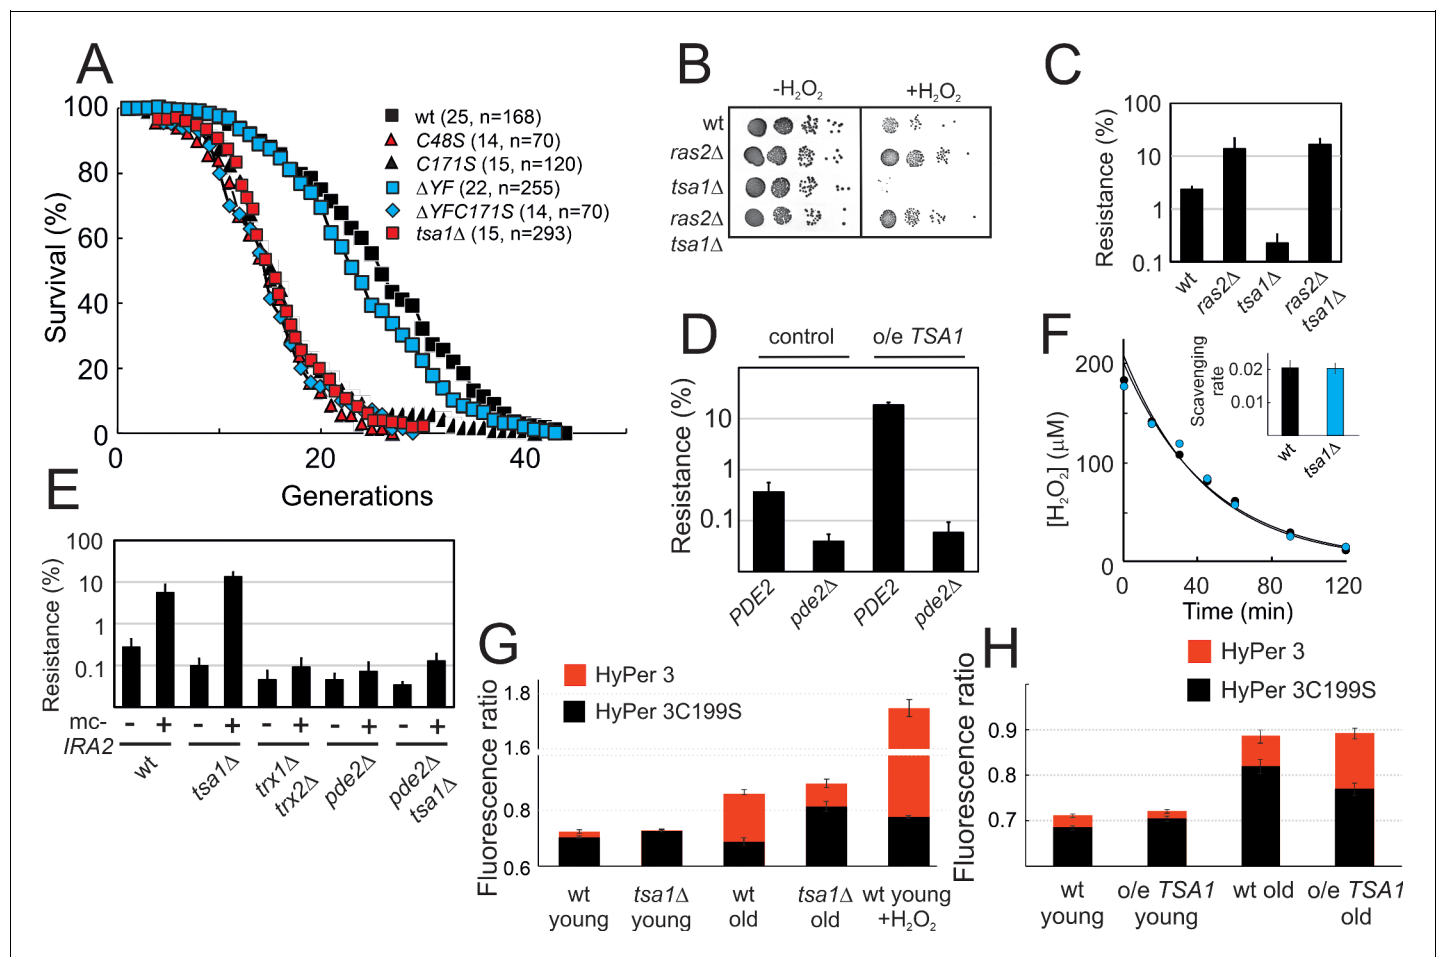 A
100
80
60
40
20
0
Survival (%)
0
20
40
Generations
wt (25, n=168)
C48S (14, n=70)
C171S (15, n=120)
ΔYF (22, n=255)
ΔYFC171S (14, n=70)
tsa1Δ (15, n=293)
B
-H₂O₂
+H₂O₂
wt
ras2Δ
tsa1Δ
ras2Δ
tsa1Δ
C
Resistance (%)
100
10
1
0.1
wt
ras2Δ
tsa1Δ
ras2Δ
tsa1Δ
D
control
o/e TSA1
Resistance (%)
10
1
0.1
PDE2
pde2Δ
PDE2
pde2Δ
F
200
100
0
[H₂O₂] (μM)
0
40
80
120
Time (min)
Scavenging
rate
0.02
0.01
wt
tsa1Δ
E
Resistance (%)
100
10
1
0.1
mc-
IRA2
- + - + - + - + - +
wt
tsa1Δ
trx1Δ
trx2Δ
pde2Δ
pde2Δ
tsa1Δ
G
HyPer 3
HyPer 3C199S
Fluorescence ratio
1.8
1.6
0.8
0.6
wt
young
tsa1Δ
young
wt
old
tsa1Δ
old
wt young
+H₂O₂
H
HyPer 3
HyPer 3C199S
Fluorescence ratio
0.9
0.8
0.7
wt
young
o/e TSA1
young
wt old
o/e TSA1
old